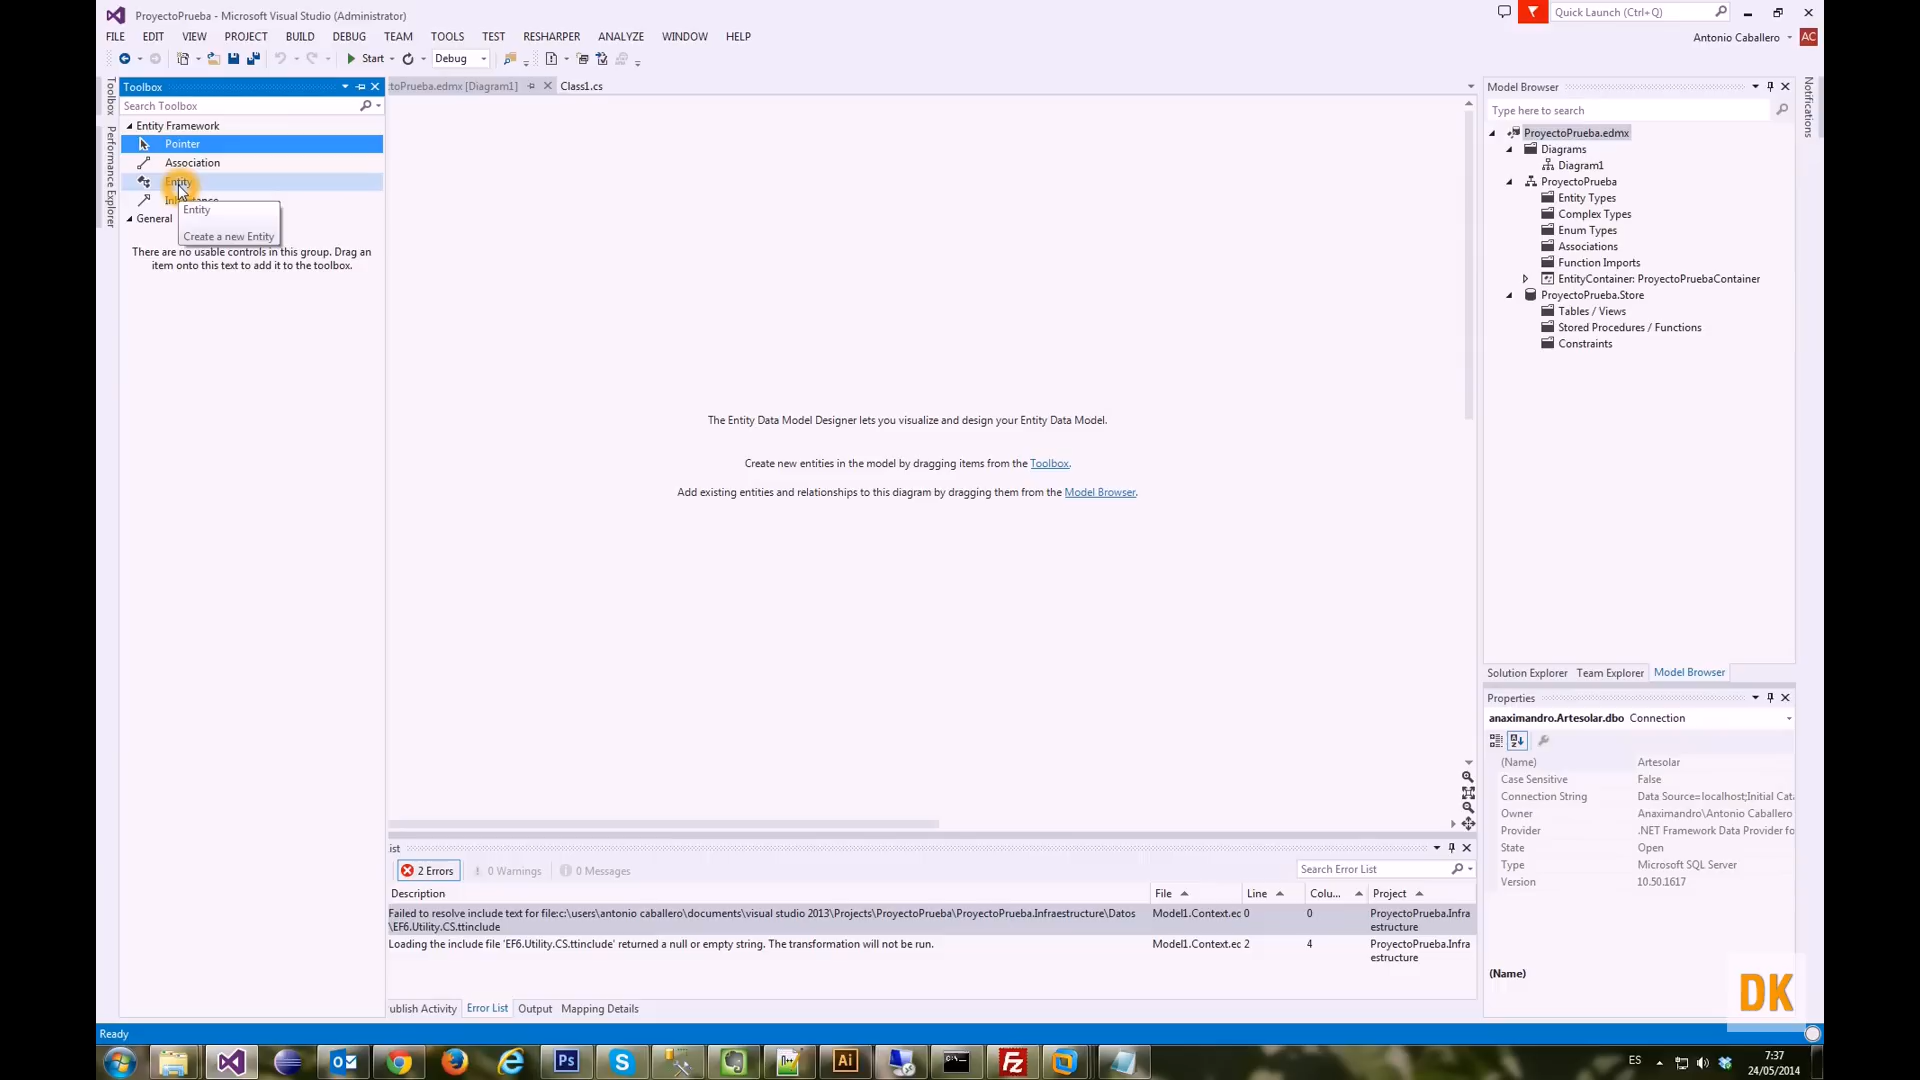 ProyectoPrueba - Microsoft Visual Studio (Administrator)
Quick Launch (Ctrl+Q)
FILE EDIT VIEW PROJECT BUILD DEBUG TEAM TOOLS TEST RESHARPER ANALYZE WINDOW HELP
Antonio Caballero AC
Start Debug
Toolbox
Performance Explorer
Toolbox
Search Toolbox
Entity Framework
Pointer
Association
Entity
General
Entity
Create a new Entity
There are no usable controls in this group. Drag an
item onto this text to add it to the toolbox.
toPrueba.edmx [Diagram1] Class1.cs
The Entity Data Model Designer lets you visualize and design your Entity Data Model.
Create new entities in the model by dragging items from the Toolbox.
Add existing entities and relationships to this diagram by dragging them from the Model Browser.
ist
2 Errors 0 Warnings 0 Messages
Search Error List
Description File Line Colu... Project
Failed to resolve include text for file:c:\users\antonio caballero\documents\visual studio 2013\Projects\ProyectoPrueba\ProyectoPrueba.Infraestructure\Datos Model1.Context.ec 0 0 ProyectoPrueba.Infra
\EF6.Utility.CS.ttinclude estructure
Loading the include file 'EF6.Utility.CS.ttinclude' returned a null or empty string. The transformation will not be run. Model1.Context.ec 2 4 ProyectoPrueba.Infra
estructure
ublish Activity Error List Output Mapping Details
Model Browser
Type here to search
ProyectoPrueba.edmx
Diagrams
Diagram1
ProyectoPrueba
Entity Types
Complex Types
Enum Types
Associations
Function Imports
EntityContainer: ProyectoPruebaContainer
ProyectoPrueba.Store
Tables / Views
Stored Procedures / Functions
Constraints
Solution Explorer Team Explorer Model Browser
Notifications
Properties
anaximandro.Artesolar.dbo Connection
(Name) Artesolar
Case Sensitive False
Connection String Data Source=localhost;Initial Cat
Owner Anaximandro\Antonio Caballero
Provider .NET Framework Data Provider fo
State Open
Type Microsoft SQL Server
Version 10.50.1617
(Name)
DK
Ready
Ps
Ai
Fz
ES
7:37
24/05/2014